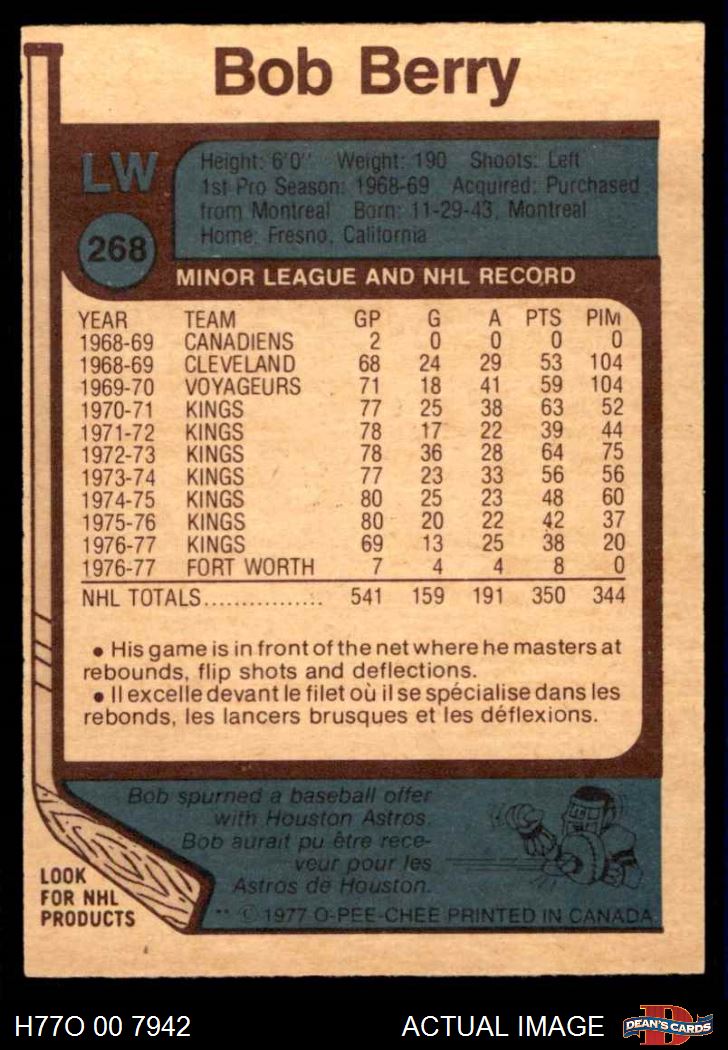 Bob Berry
LW
268
Height: 6'0" Weight: 190 Shoots: Left
1st Pro Season: 1968-69 Acquired: Purchased
from Montreal Born: 11-29-43, Montreal
Home: Fresno, California
MINOR LEAGUE AND NHL RECORD
YEAR TEAM GP G A PTS PIM
1968-69 CANADIENS 2 0 0 0 0
1968-69 CLEVELAND 68 24 29 53 104
1969-70 VOYAGEURS 71 18 41 59 104
1970-71 KINGS 77 25 38 63 52
1971-72 KINGS 78 17 22 39 44
1972-73 KINGS 78 36 28 64 75
1973-74 KINGS 77 23 33 56 56
1974-75 KINGS 80 25 23 48 60
1975-76 KINGS 80 20 22 42 37
1976-77 KINGS 69 13 25 38 20
1976-77 FORT WORTH 7 4 4 8 0
NHL TOTALS................ 541 159 191 350 344
• His game is in front of the net where he masters at
rebounds, flip shots and deflections.
• Il excelle devant le filet où il se spécialise dans les
rebonds, les lancers brusques et les déflexions.
Bob spurned a baseball offer
with Houston Astros.
Bob aurait pu être rece-
veur pour les
Astros de Houston.
LOOK
FOR NHL
PRODUCTS
** © 1977 O-PEE-CHEE PRINTED IN CANADA
H77O 00 7942
ACTUAL IMAGE
D
DEAN'S CARDS